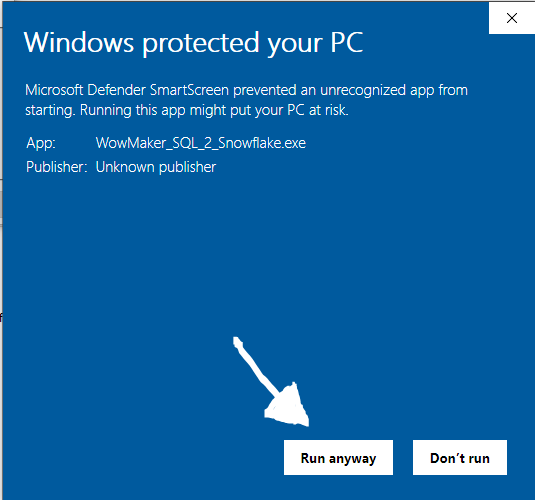 Windows protected your PC
Microsoft Defender SmartScreen prevented an unrecognized app from
starting. Running this app might put your PC at risk.
App: WowMaker_SQL_2_Snowflake.exe
Publisher: Unknown publisher
Run anyway Don't run